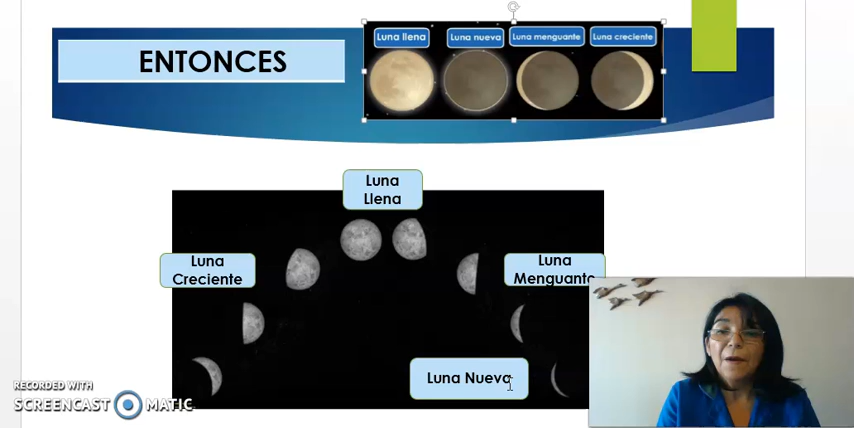 Luna llena
Luna nueva
Luna menguante
Luna creciente
ENTONCES
Luna
Llena
Luna
Creciente
Luna
Menguante
Luna Nueva
RECORDED WITH
SCREENCAST
MATIC